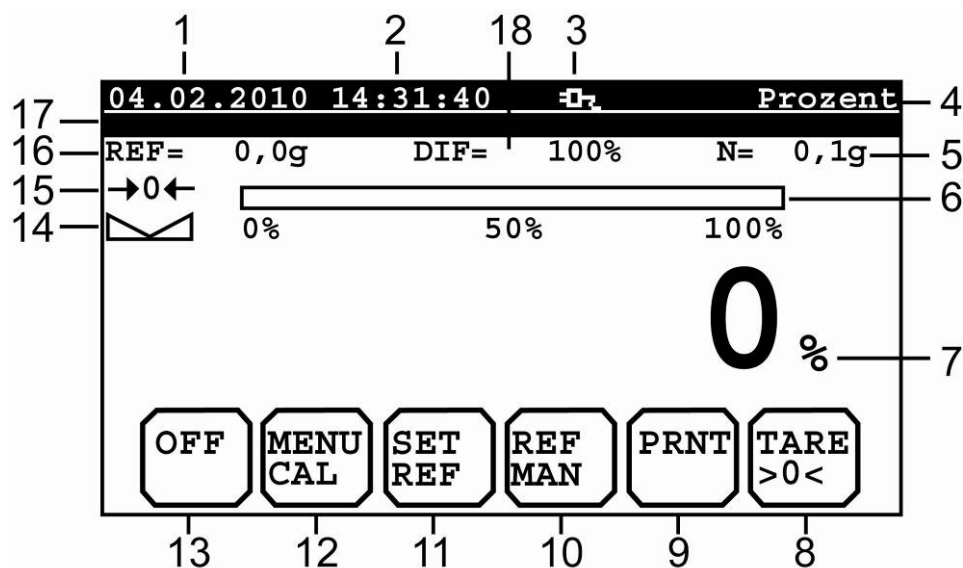 1 2 18 3
04.02.2010 14:31:40 Prozent 4
17
16 REF= 0,0g DIF= 100% N= 0,1g 5
15 →0← 6
14 0% 50% 100%
0 % 7
OFF MENU SET REF PRNT TARE
CAL REF MAN >0<
13 12 11 10 9 8